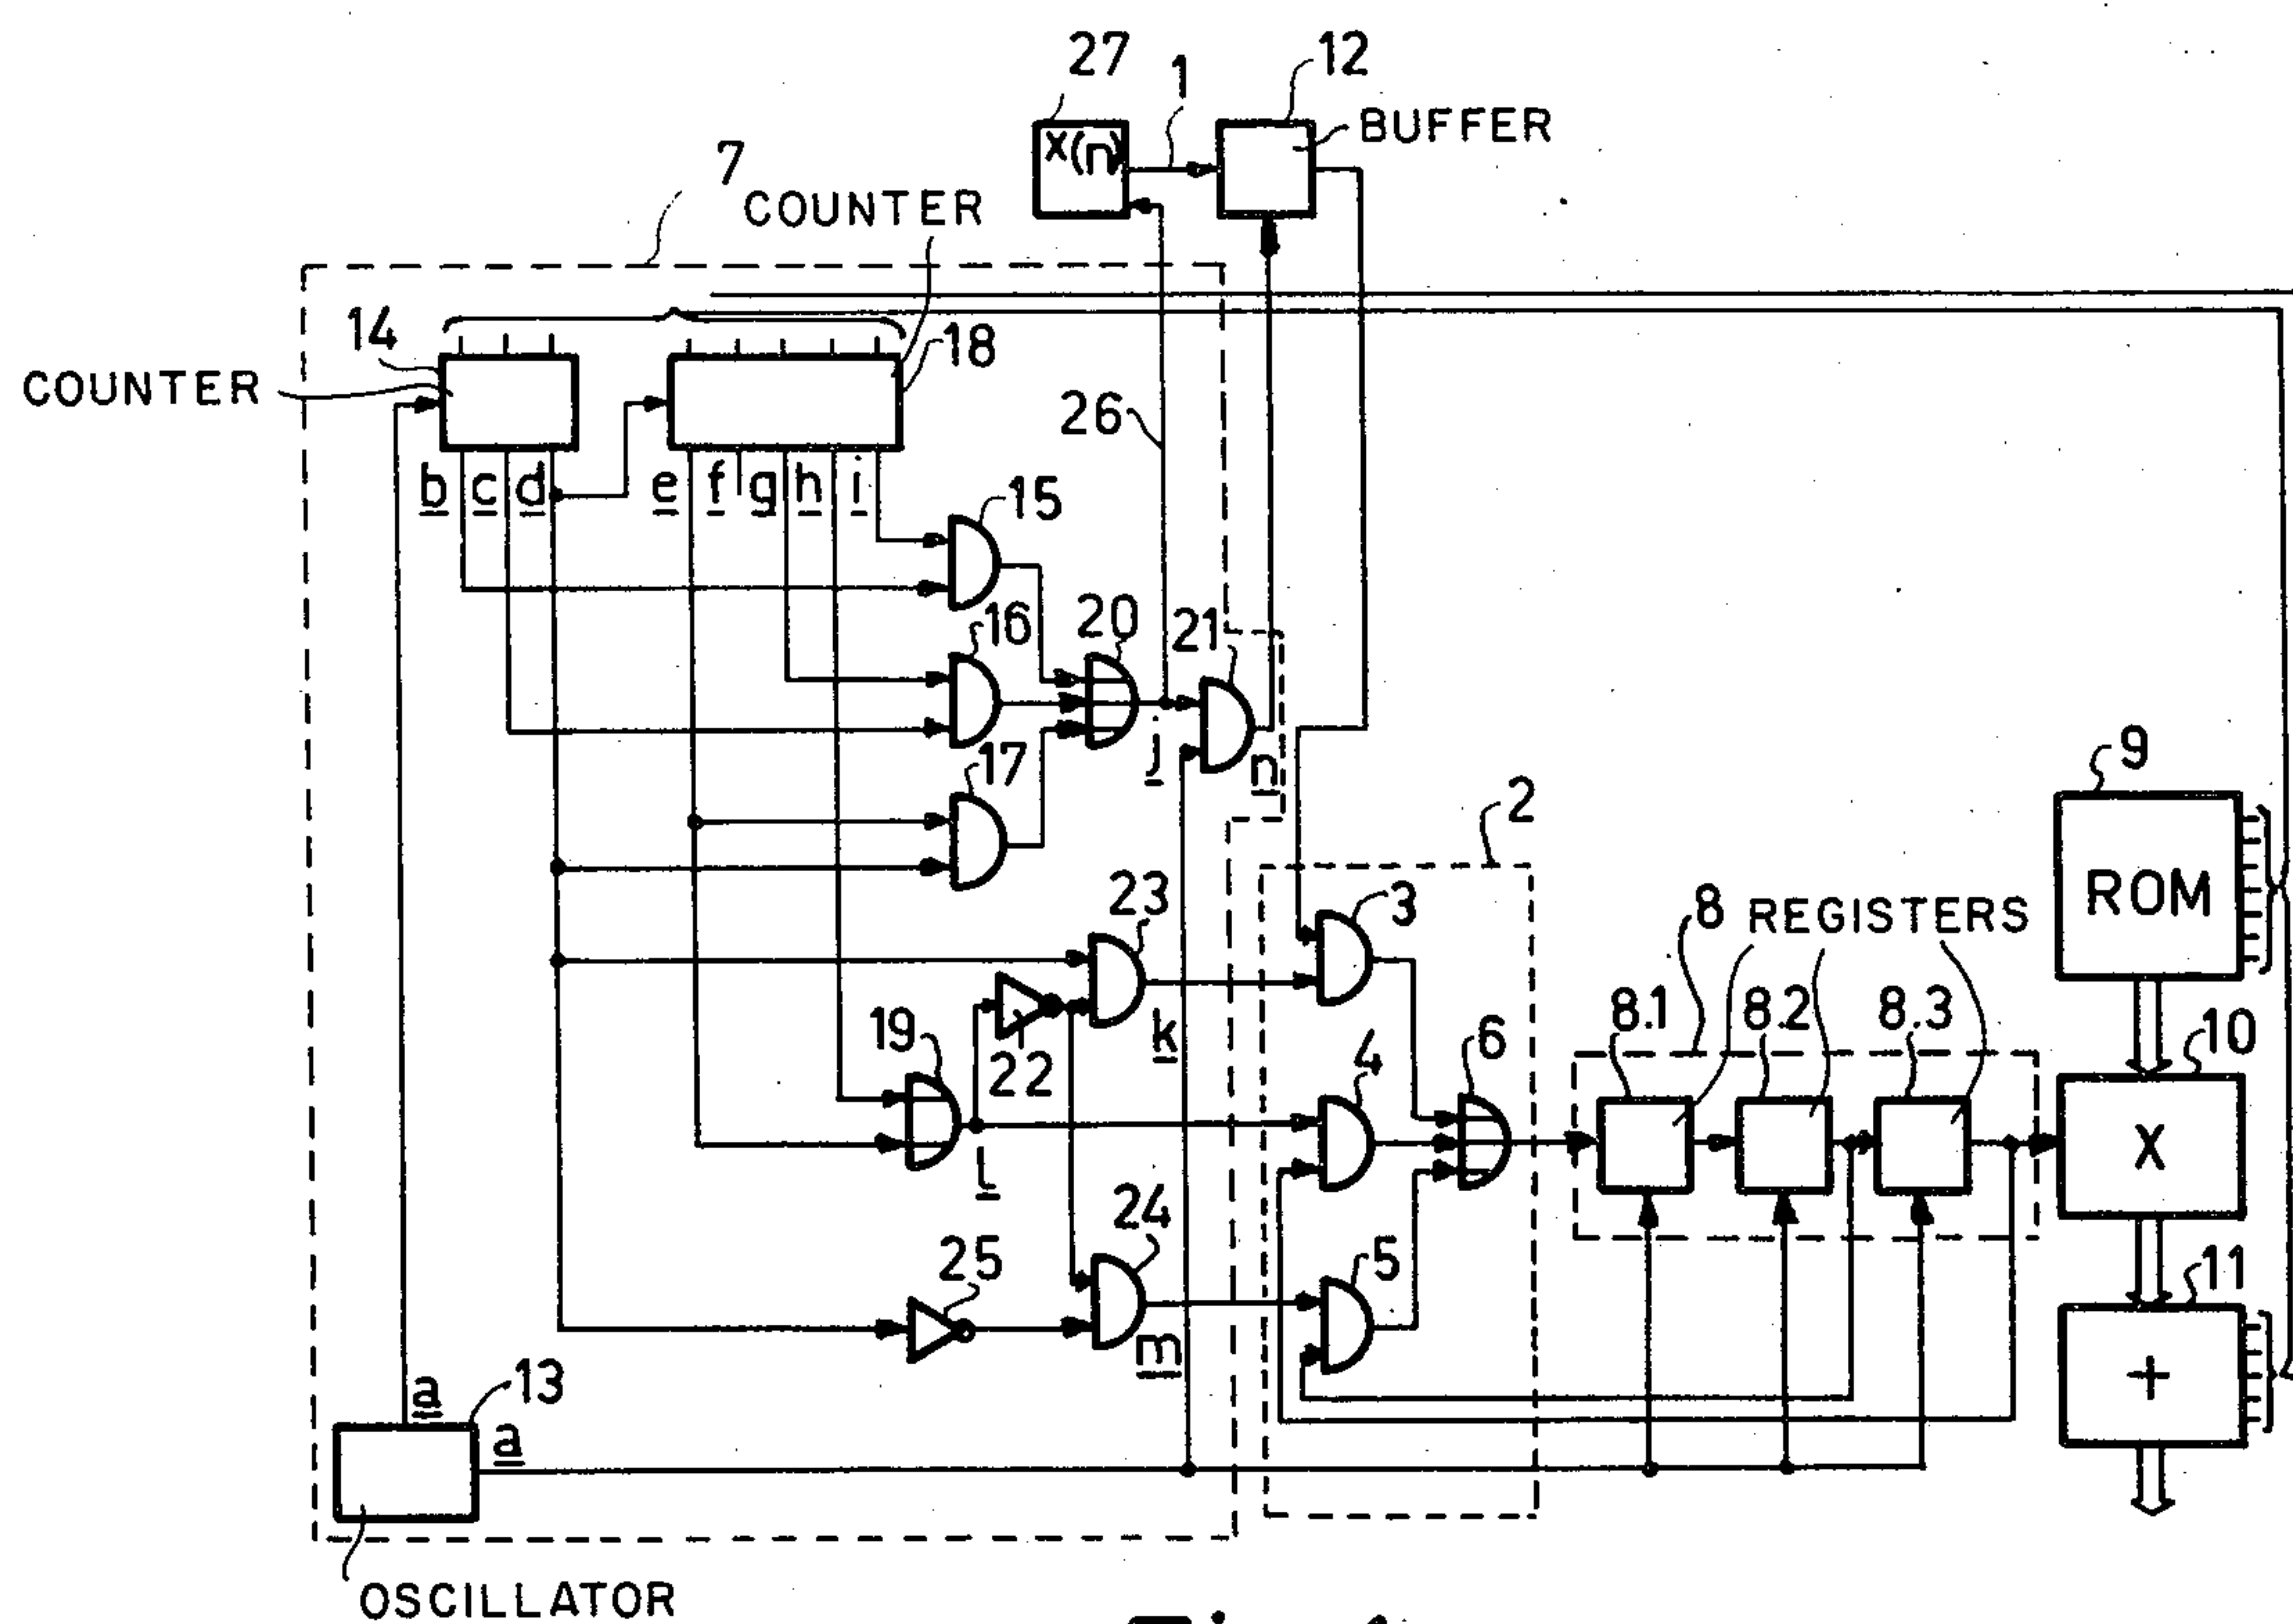 27
1
12
BUFFER
X(n)
7
COUNTER
14
18
COUNTER
26
b c d e f g h i
15
16
20
21
17
j
n
9
2
ROM
23
3
8 REGISTERS
8.1
8.2
8.3
19
22
k
4
6
10
X
L
24
25
5
11
m
+
a
13
a
OSCILLATOR